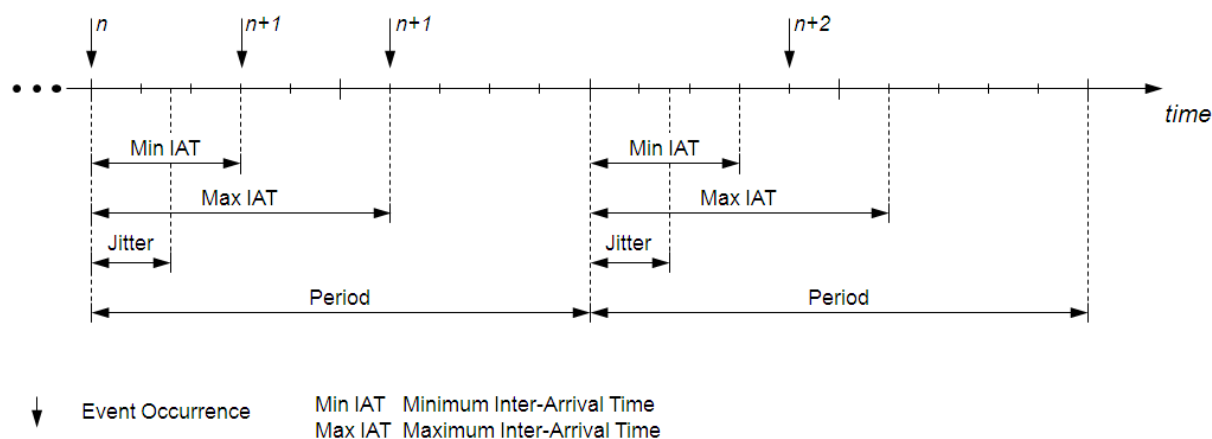 n n+1 n+1 n+2
time
Min IAT Min IAT
Max IAT Max IAT
Jitter Jitter
Period Period
Event Occurrence Min IAT Minimum Inter-Arrival Time
Max IAT Maximum Inter-Arrival Time